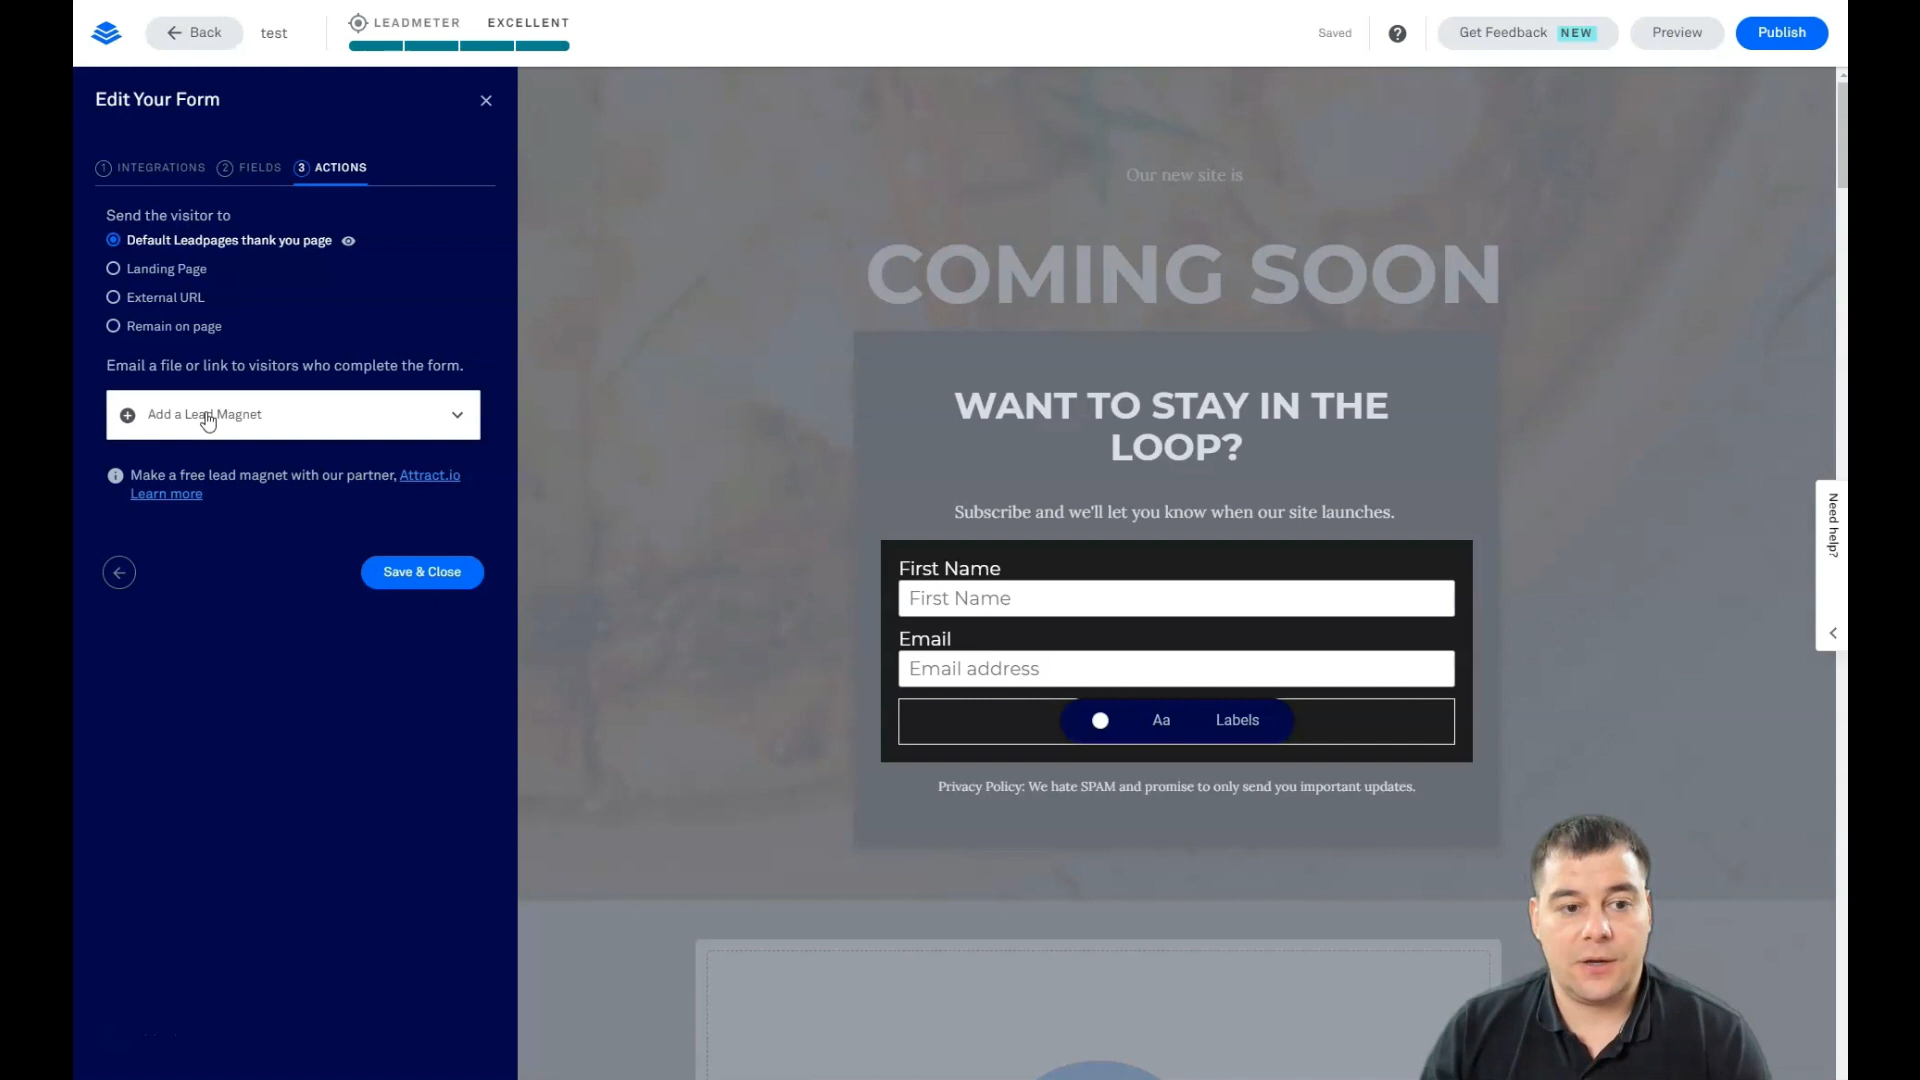 Back
test
LEADMETER EXCELLENT
Saved
?
Get Feedback NEW
Preview
Publish
Edit Your Form
1 INTEGRATIONS 2 FIELDS 3 ACTIONS
Send the visitor to
Default Leadpages thank you page
Landing Page
External URL
Remain on page
Email a file or link to visitors who complete the form.
Add a Lead Magnet
Make a free lead magnet with our partner, Attract.io
Learn more
Save & Close
Our new site is
COMING SOON
WANT TO STAY IN THE
LOOP?
Subscribe and we'll let you know when our site launches.
First Name
First Name
Email
Email address
Aa Labels
Privacy Policy: We hate SPAM and promise to only send you important updates.
Need help?